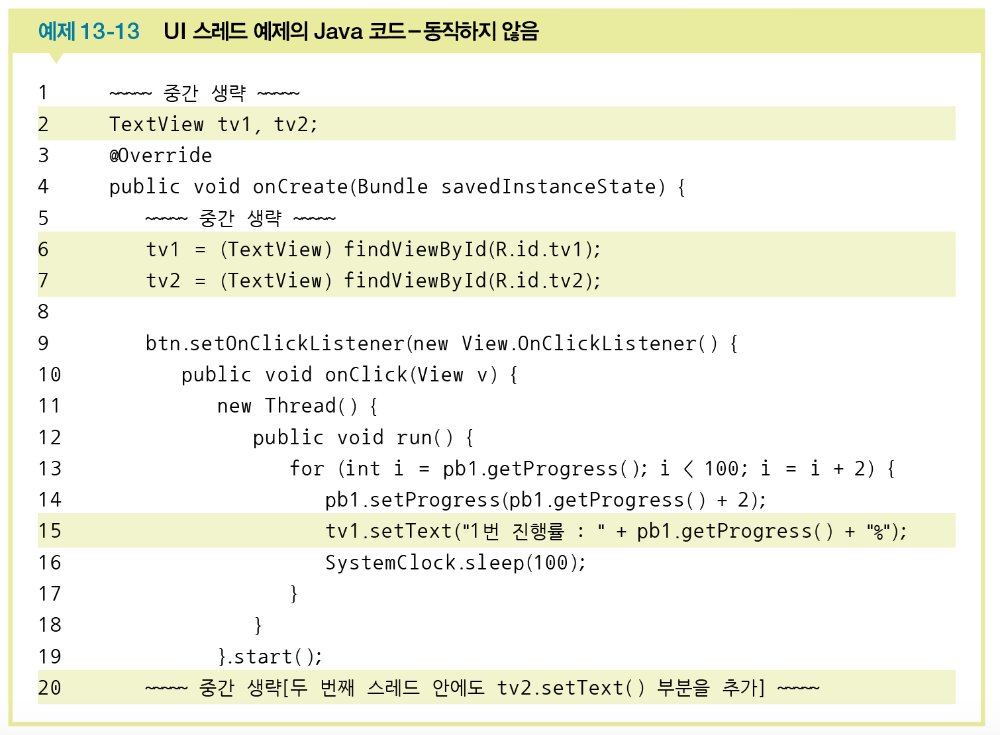 예제 13-13 UI 스레드 예제의 Java 코드-동작하지 않음
1 ~~~~~ 중간 생략 ~~~~~
2 TextView tv1, tv2;
3 @Override
4 public void onCreate(Bundle savedInstanceState) {
5 ~~~~~ 중간 생략 ~~~~~
6 tv1 = (TextView) findViewById(R.id.tv1);
7 tv2 = (TextView) findViewById(R.id.tv2);
8
9 btn.setOnClickListener(new View.OnClickListener() {
10 public void onClick(View v) {
11 new Thread() {
12 public void run() {
13 for (int i = pb1.getProgress(); i < 100; i = i + 2) {
14 pb1.setProgress(pb1.getProgress() + 2);
15 tv1.setText("1번 진행률 : " + pb1.getProgress() + "%");
16 SystemClock.sleep(100);
17 }
18 }
19 }.start();
20 ~~~~~ 중간 생략[두 번째 스레드 안에도 tv2.setText() 부분을 추가] ~~~~~